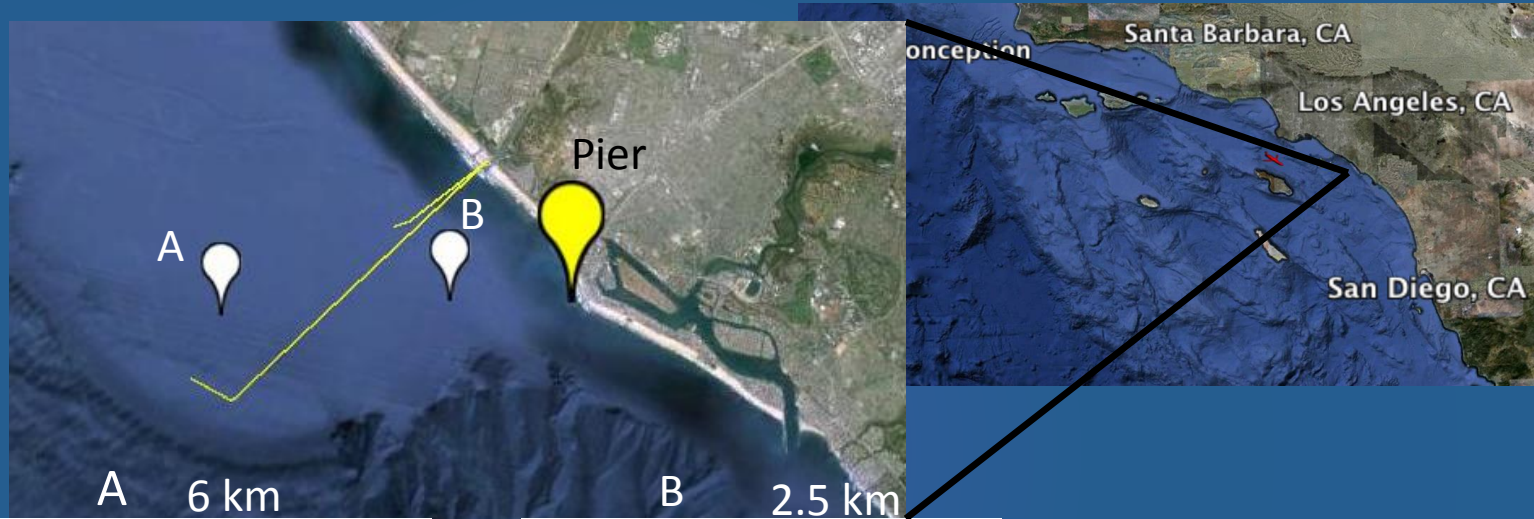 Pier
A
B
A 6 km B 2.5 km
onception
Santa Barbara, CA
Los Angeles, CA
San Diego, CA